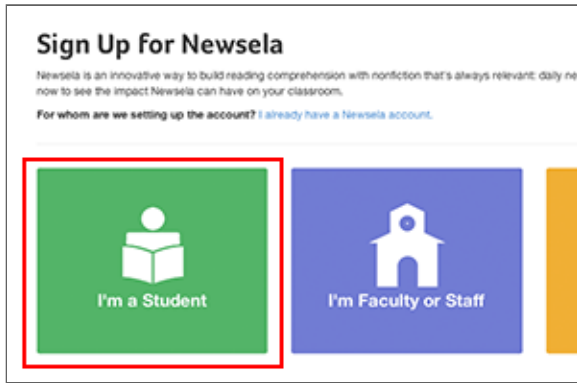 Sign Up for Newsela
Newsela is an innovative way to build reading comprehension with nonfiction that's always relevant: daily ne
now to see the impact Newsela can have on your classroom.
For whom are we setting up the account? I already have a Newsela account.
I'm a Student
I'm Faculty or Staff